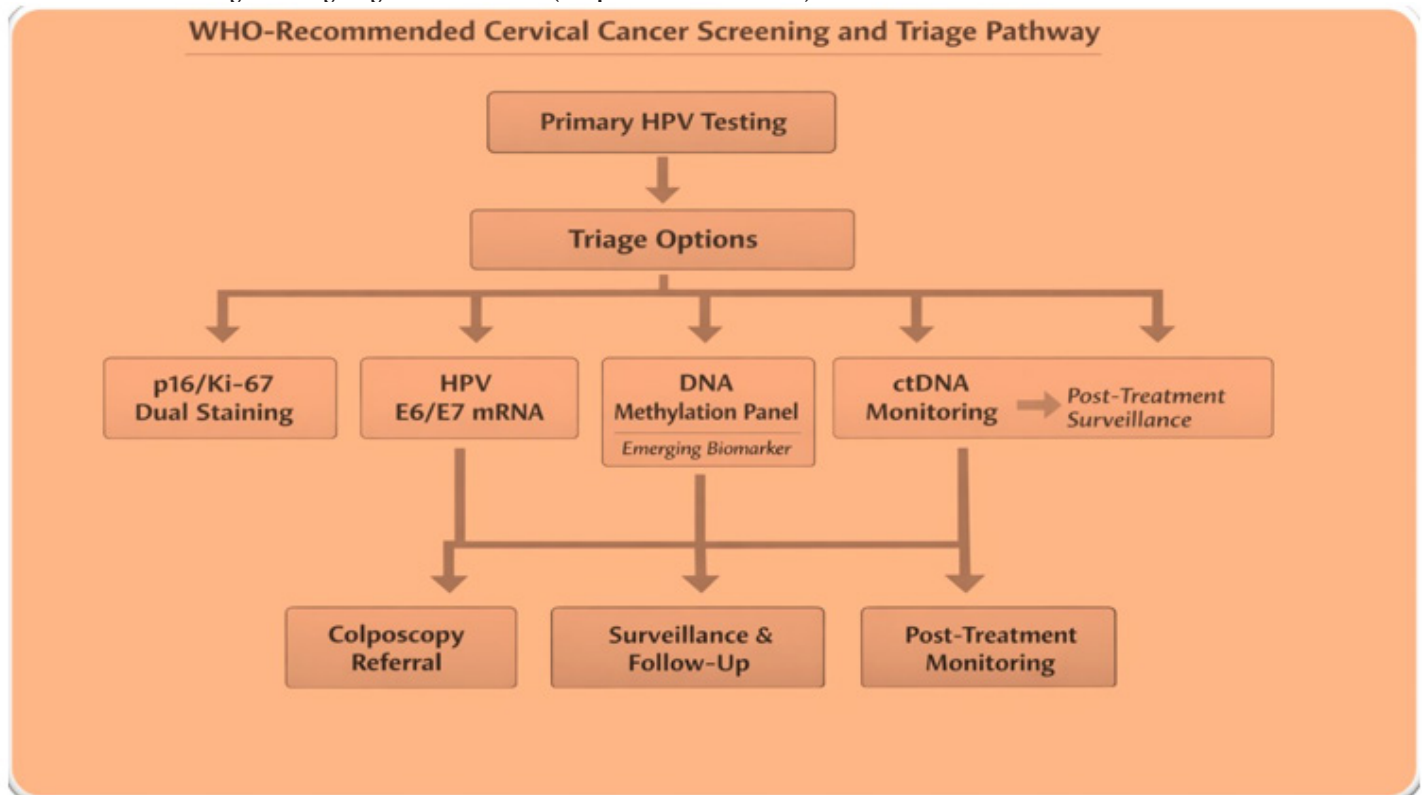 WHO-Recommended Cervical Cancer Screening and Triage Pathway
Primary HPV Testing
Triage Options
p16/Ki-67
Dual Staining
HPV
E6/E7 mRNA
DNA
Methylation Panel
Emerging Biomarker
ctDNA
Monitoring
Post-Treatment
Surveillance
Colposcopy
Referral
Surveillance &
Follow-Up
Post-Treatment
Monitoring